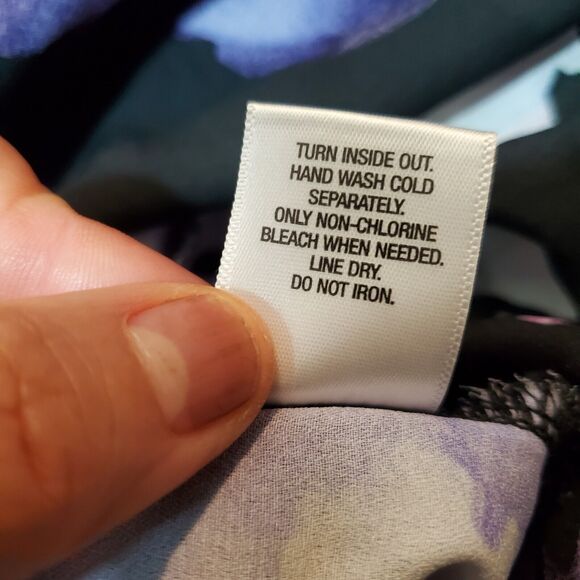 TURN INSIDE OUT.
HAND WASH COLD
SEPARATELY.
ONLY NON-CHLORINE
BLEACH WHEN NEEDED.
LINE DRY.
DO NOT IRON.